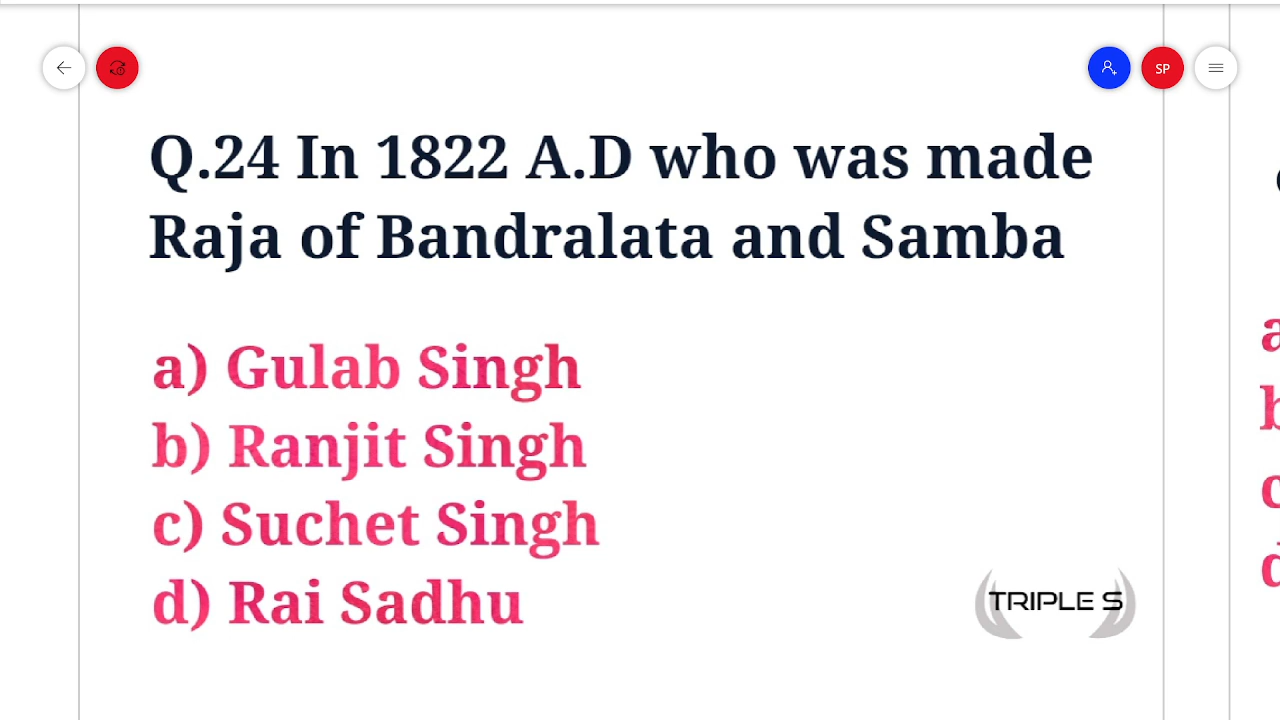 SP
Q.24 In 1822 A.D who was made
Raja of Bandralata and Samba
a) Gulab Singh
b) Ranjit Singh
c) Suchet Singh
d) Rai Sadhu
TRIPLE S
a
b
c
d